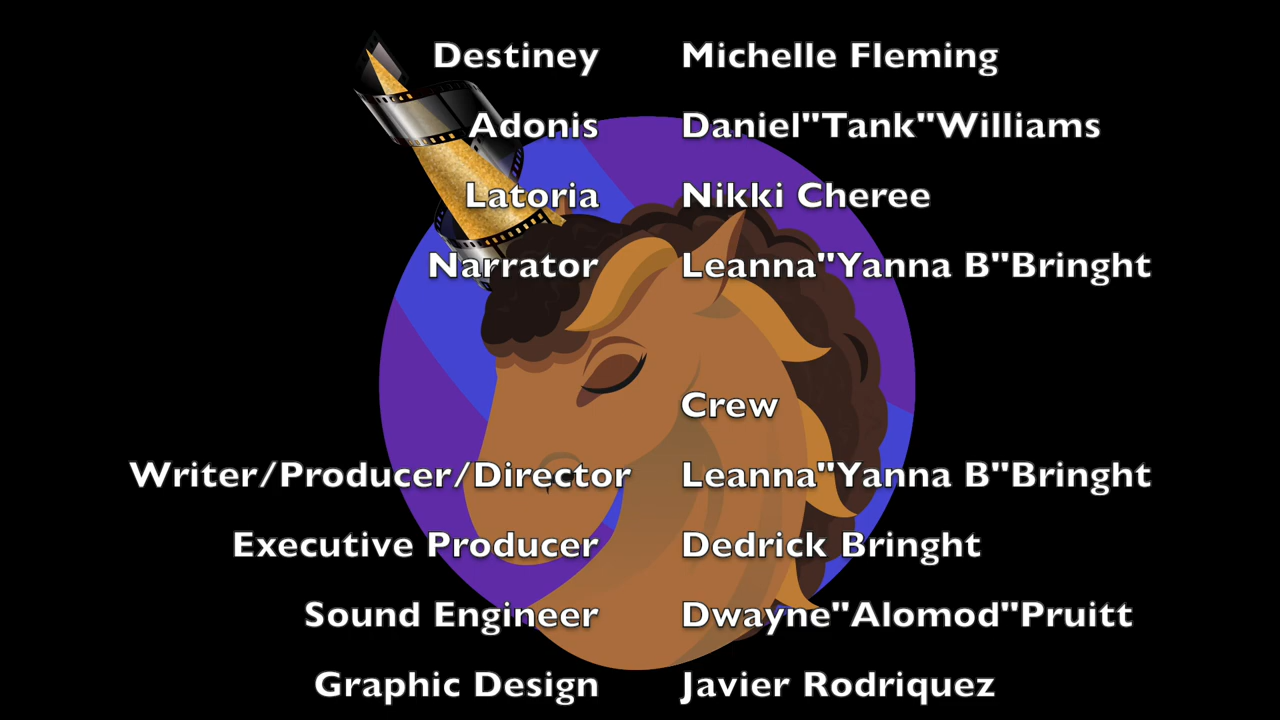 Destiney Michelle Fleming
Adonis Daniel"Tank"Williams
Latoria Nikki Cheree
Narrator Leanna"Yanna B"Bringht
Crew
Writer/Producer/Director Leanna"Yanna B"Bringht
Executive Producer Dedrick Bringht
Sound Engineer Dwayne"Alomod"Pruitt
Graphic Design Javier Rodriquez